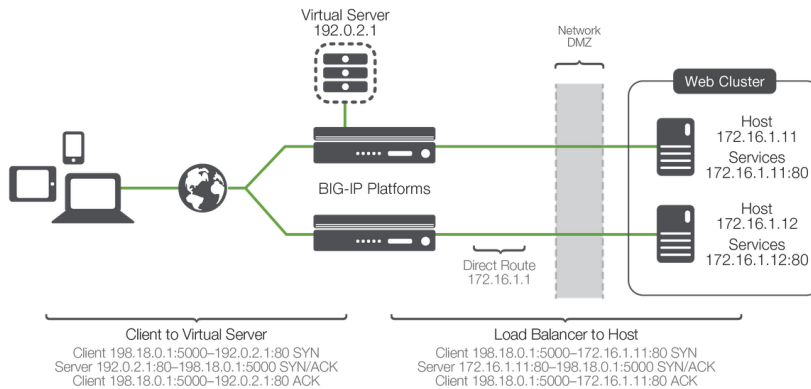 Virtual Server
192.0.2.1
Network
DMZ
Web Cluster
Host
172.16.1.11
Services
172.16.1.11:80
BIG-IP Platforms
Host
172.16.1.12
Services
172.16.1.12:80
Direct Route
172.16.1.1
Client to Virtual Server
Client 198.18.0.1:5000–192.0.2.1:80 SYN
Server 192.0.2.1:80–198.18.0.1:5000 SYN/ACK
Client 198.18.0.1:5000–192.0.2.1:80 ACK
Load Balancer to Host
Client 198.18.0.1:5000–172.16.1.11:80 SYN
Server 172.16.1.11:80–198.18.0.1:5000 SYN/ACK
Client 198.18.0.1:5000–172.16.1.11:80 ACK